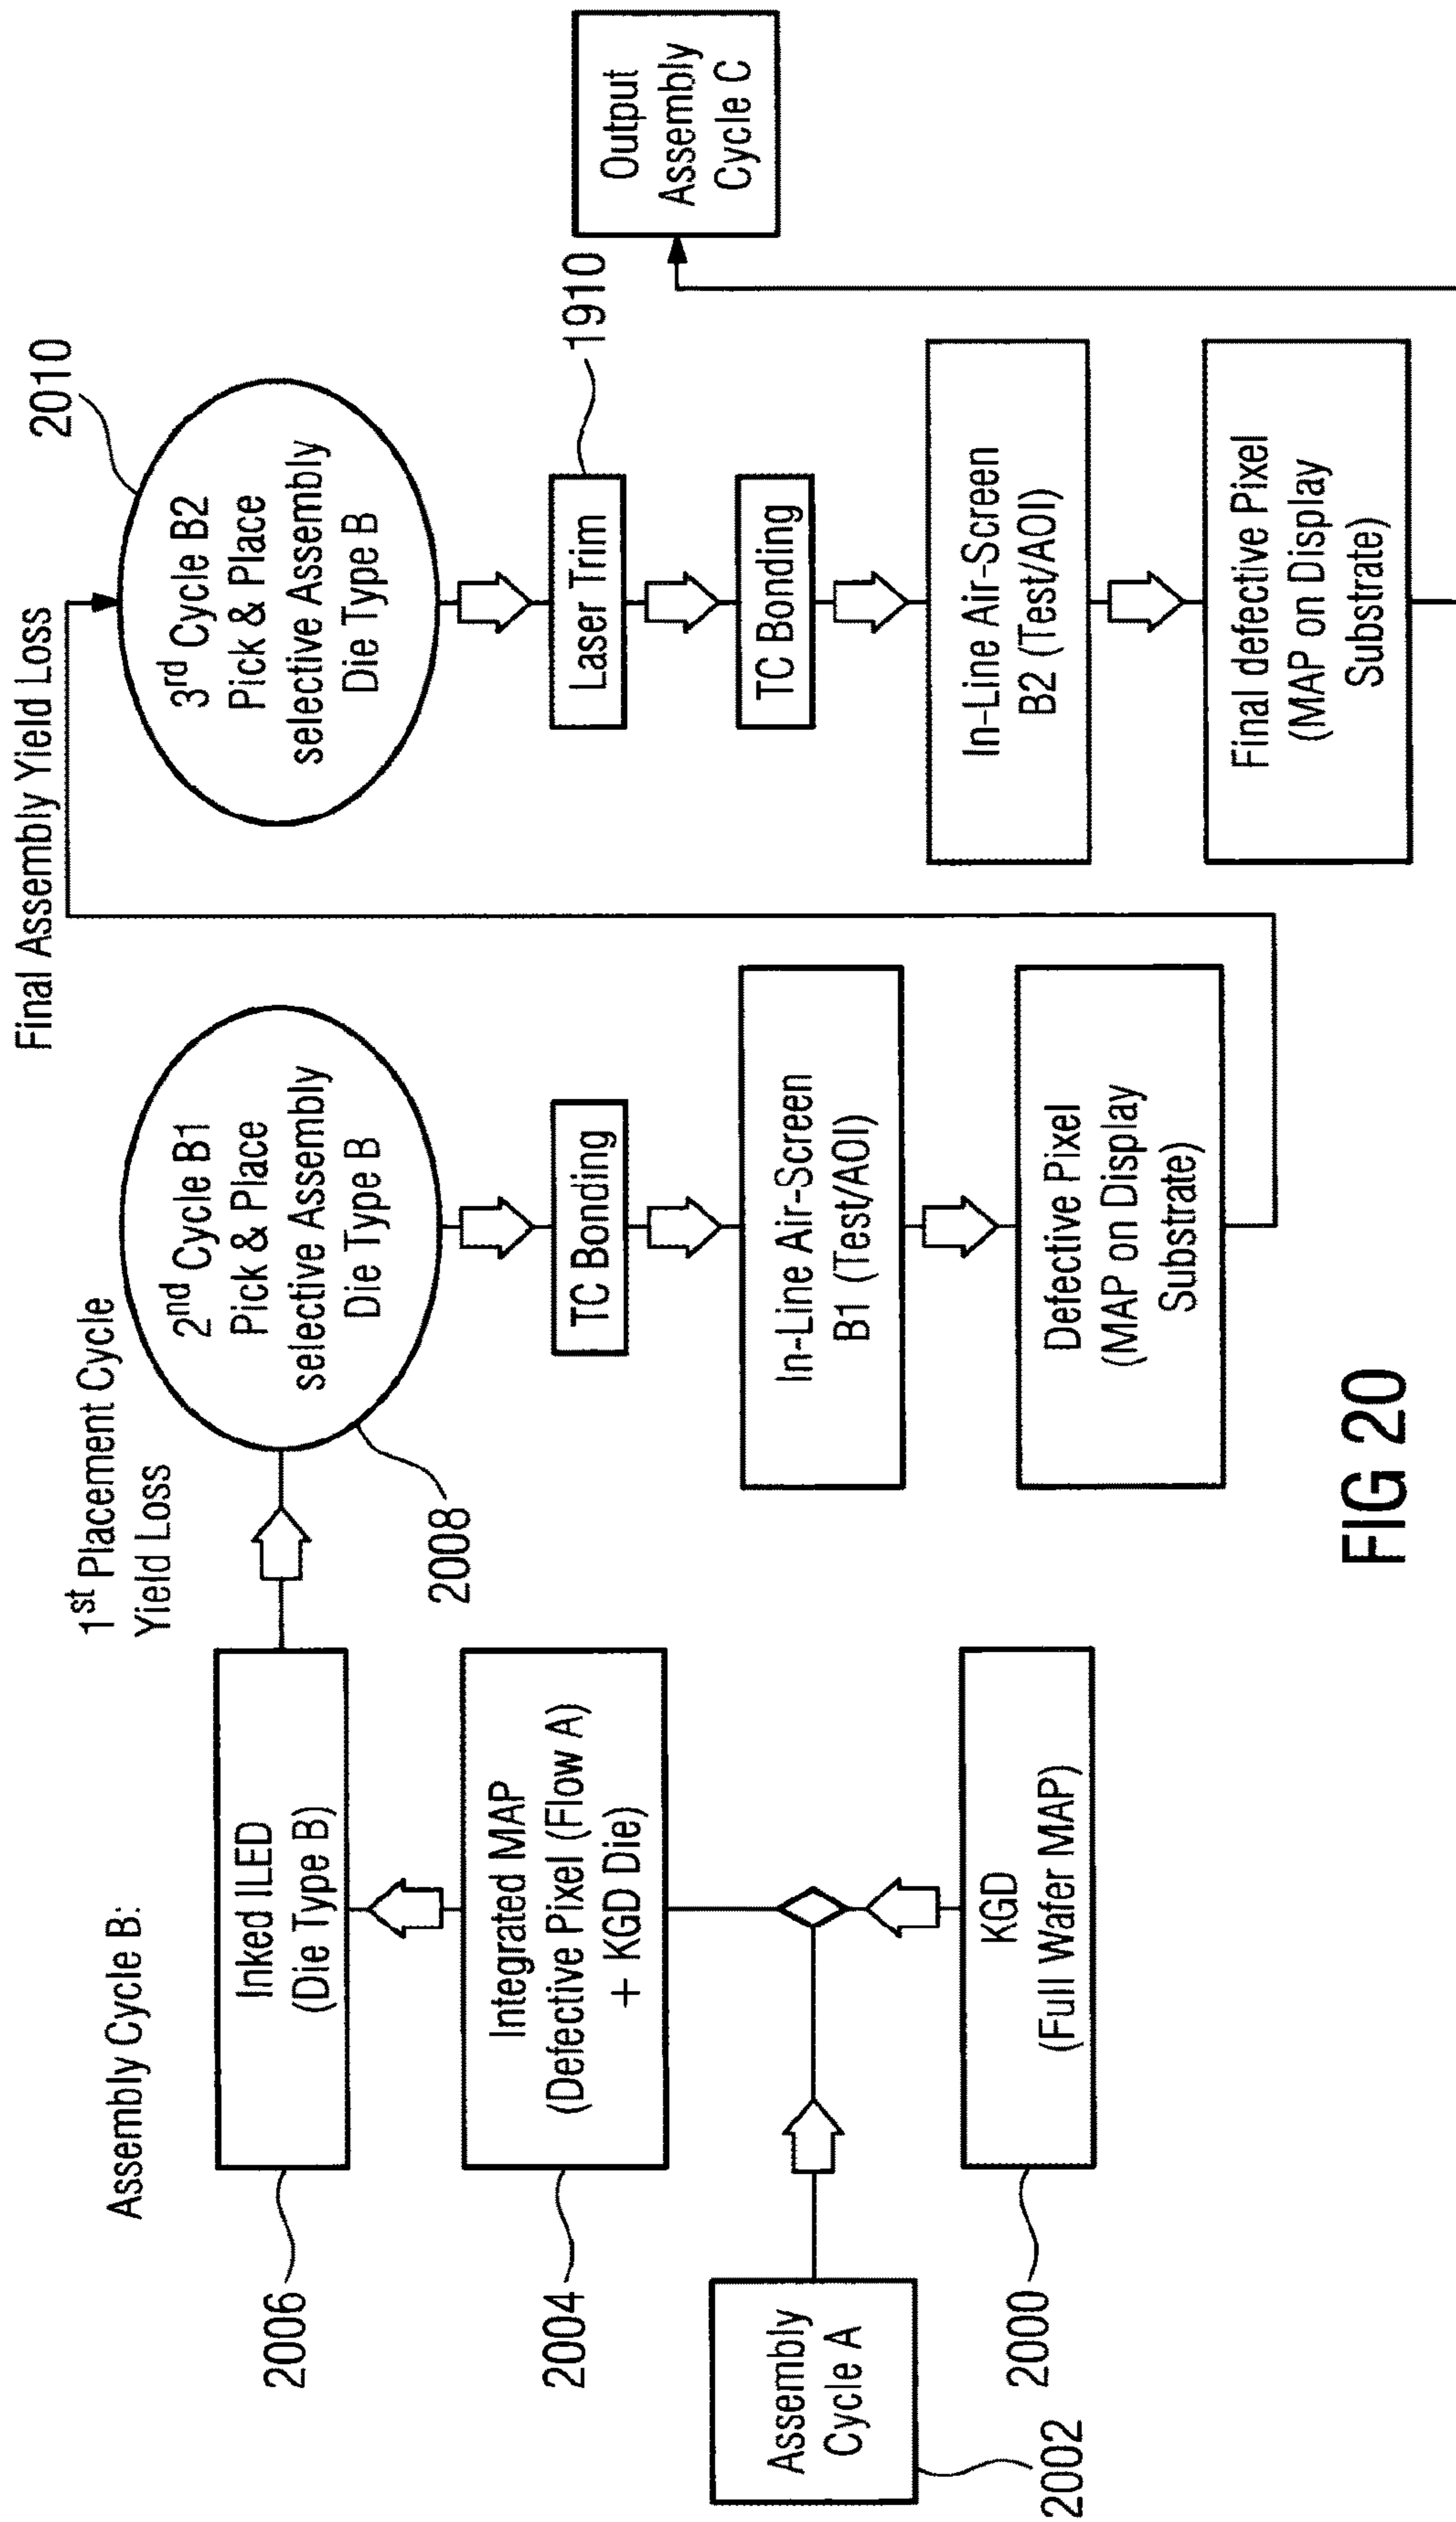 Assembly Cycle B:
2006
Inked ILED
(Die Type B)
2004
Integrated MAP
(Defective Pixel (Flow A)
+ KGD Die)
Assembly
Cycle A
2002
2000
KGD
(Full Wafer MAP)
1st Placement Cycle
Yield Loss
2nd Cycle B1
Pick & Place
selective Assembly
Die Type B
2008
TC Bonding
In-Line Air-Screen
B1 (Test/AOI)
Defective Pixel
(MAP on Display
Substrate)
Final Assembly Yield Loss
2010
3rd Cycle B2
Pick & Place
selective Assembly
Die Type B
Laser Trim
1910
TC Bonding
In-Line Air-Screen
B2 (Test/AOI)
Final defective Pixel
(MAP on Display
Substrate)
Output
Assembly
Cycle C
FIG 20